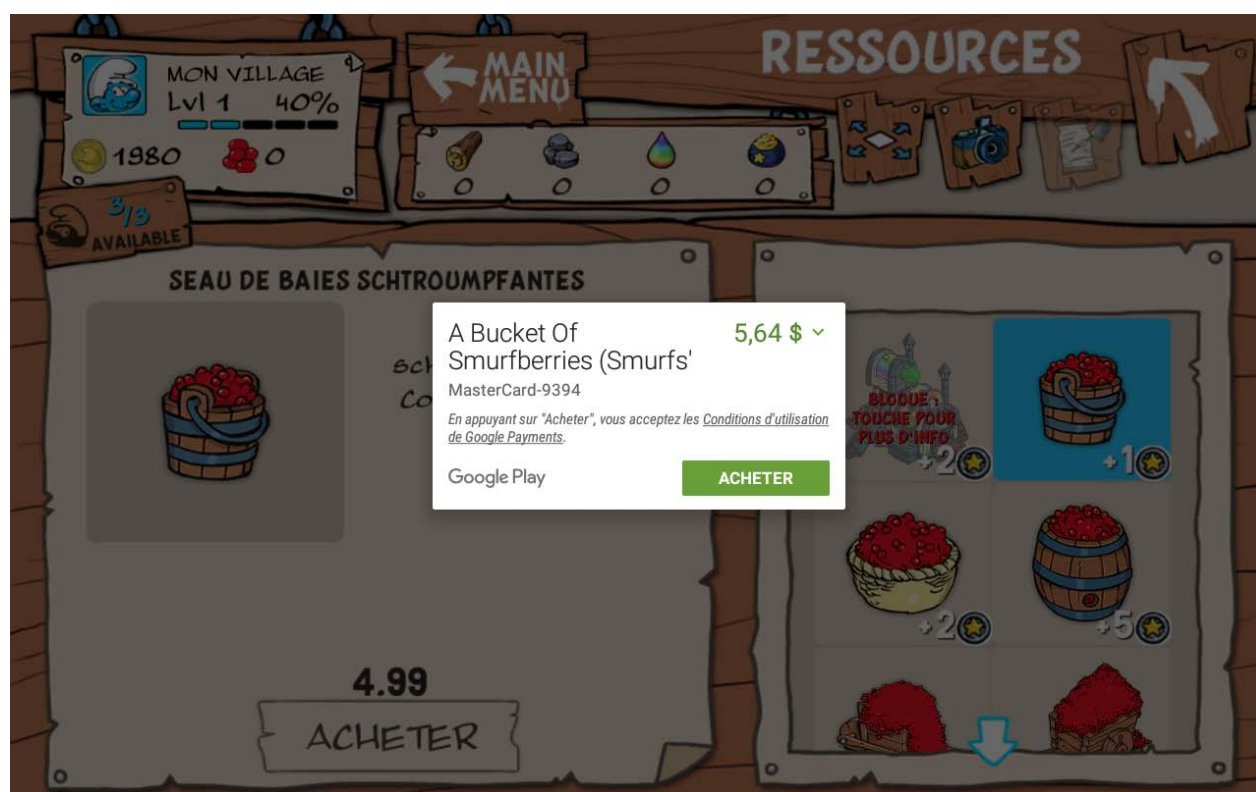 MON VILLAGE
Lvl 1 40%
1980 0
MAIN
MENU
0 0 0 0
RESSOURCES
3/3
AVAILABLE
SEAU DE BAIES SCHTROUMPFANTES
A Bucket Of
Smurfberries (Smurfs'
5,64 $
MasterCard-9394
En appuyant sur "Acheter", vous acceptez les Conditions d'utilisation
de Google Payments.
Google Play
ACHETER
4.99
ACHETER
BLOQUE :
TOUCHE POUR
PLUS D'INFO
+2
+1
+2
+5